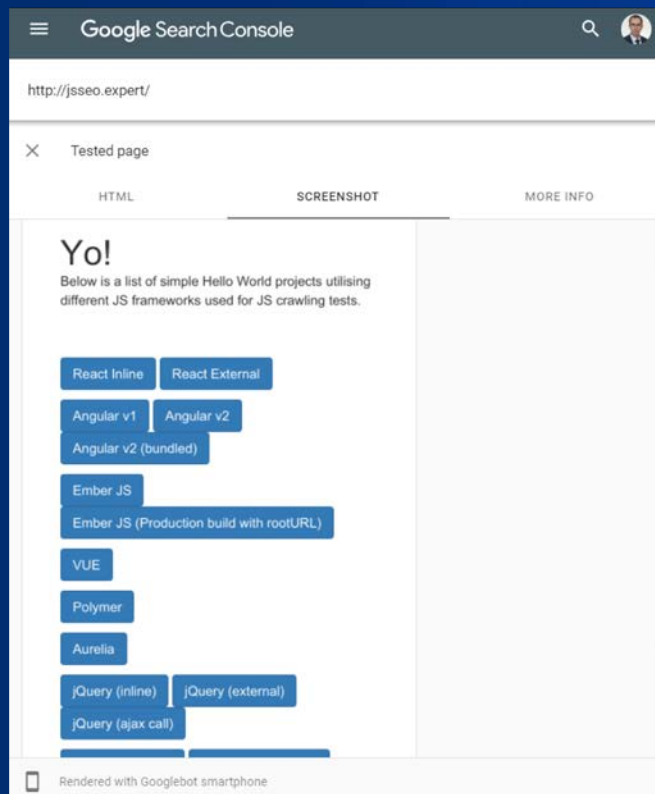 Google Search Console
http://jsseo.expert/
Tested page
HTML SCREENSHOT MORE INFO
Yo!
Below is a list of simple Hello World projects utilising
different JS frameworks used for JS crawling tests.
React Inline React External
Angular v1 Angular v2
Angular v2 (bundled)
Ember JS
Ember JS (Production build with rootURL)
VUE
Polymer
Aurelia
jQuery (inline) jQuery (external)
jQuery (ajax call)
Rendered with Googlebot smartphone